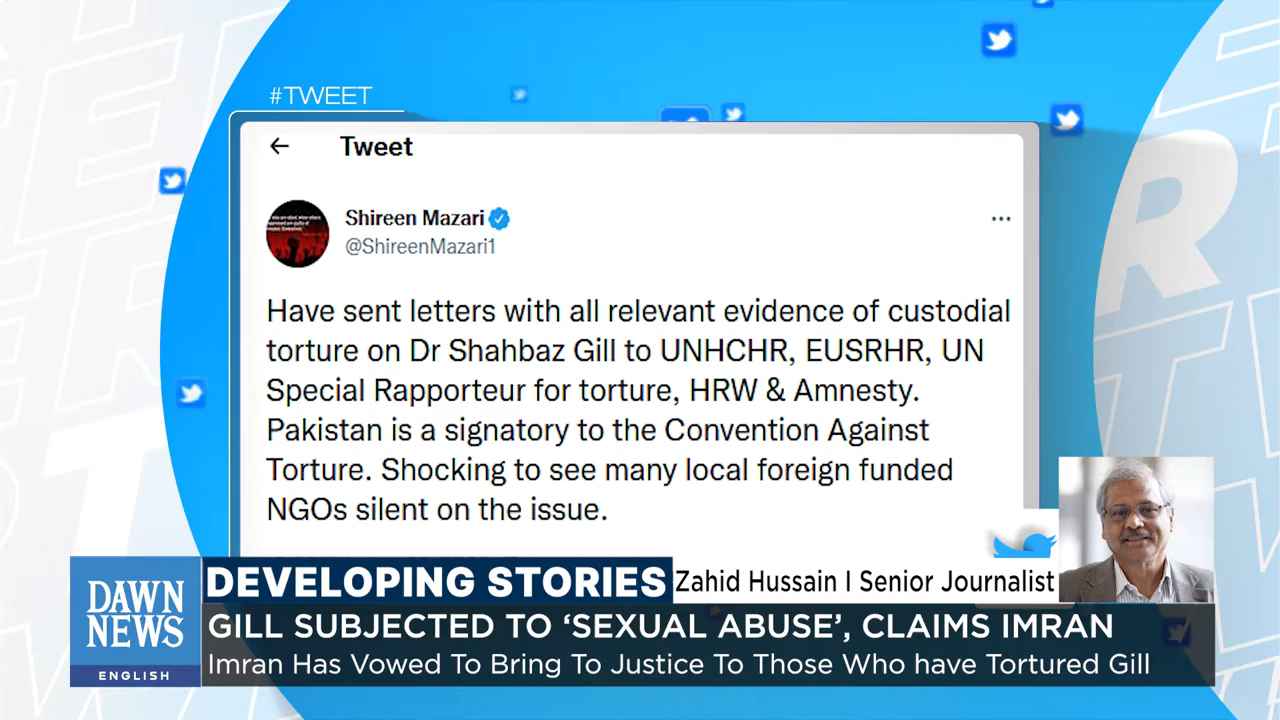 #TWEET
Tweet
Shireen Mazari
@ShireenMazari1
Have sent letters with all relevant evidence of custodial
torture on Dr Shahbaz Gill to UNHCHR, EUSRHR, UN
Special Rapporteur for torture, HRW & Amnesty.
Pakistan is a signatory to the Convention Against
Torture. Shocking to see many local foreign funded
NGOs silent on the issue.
DAWN
NEWS
ENGLISH
DEVELOPING STORIES
Zahid Hussain I Senior Journalist
GILL SUBJECTED TO ‘SEXUAL ABUSE’, CLAIMS IMRAN
Imran Has Vowed To Bring To Justice To Those Who have Tortured Gill